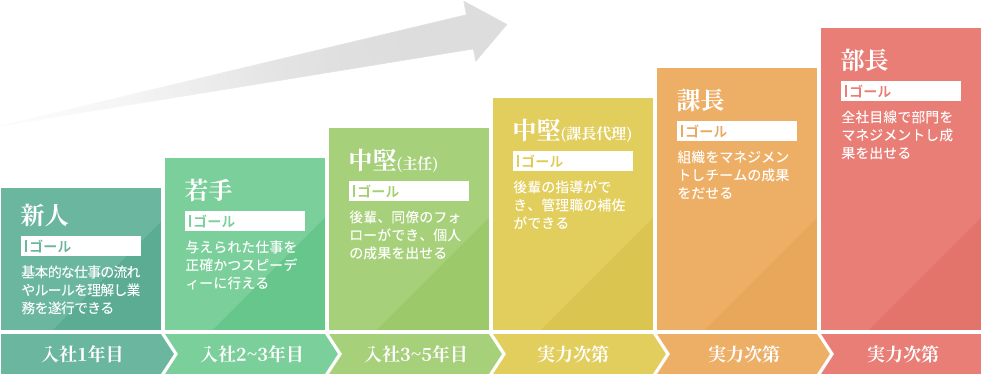 新人
ゴール
基本的な仕事の流れ
やルールを理解し業
務を遂行できる
入社1年目
若手
ゴール
与えられた仕事を
正確かつスピーデ
ィーに行える
入社2~3年目
中堅(主任)
ゴール
後輩、同僚のフォ
ローができ、個人
の成果を出せる
入社3~5年目
中堅(課長代理)
ゴール
後輩の指導がで
き、管理職の補佐
ができる
実力次第
課長
ゴール
組織をマネジメン
トしチームの成果
をだせる
実力次第
部長
ゴール
全社目線で部門を
マネジメントし成
果を出せる
実力次第